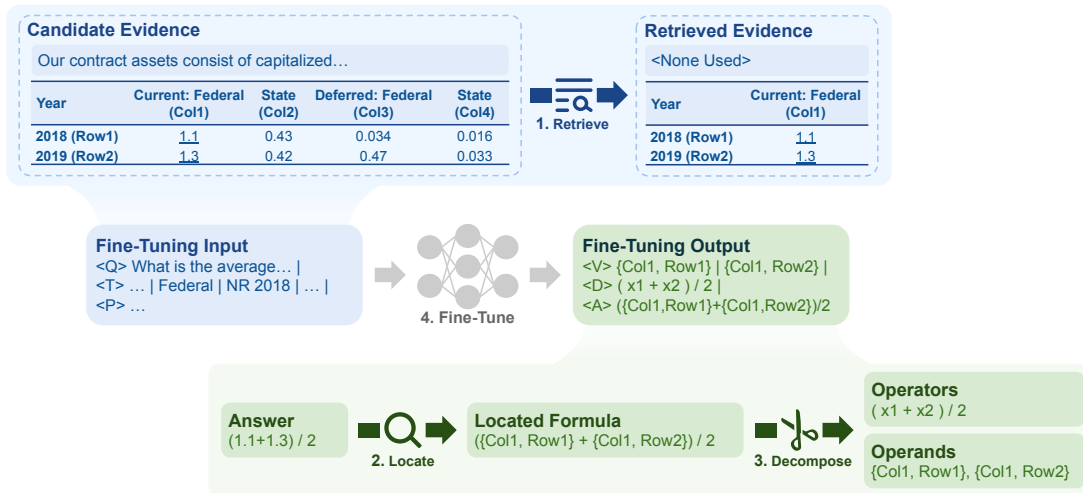 Candidate Evidence
Our contract assets consist of capitalized…
Year Current: Federal (Col1) State (Col2) Deferred: Federal (Col3) State (Col4)
2018 (Row1) 1.1 0.43 0.034 0.016
2019 (Row2) 1.3 0.42 0.47 0.033
1. Retrieve
Retrieved Evidence
<None Used>
Year Current: Federal (Col1)
2018 (Row1) 1.1
2019 (Row2) 1.3
Fine-Tuning Input
<Q> What is the average… |
<T> … | Federal | NR 2018 | … |
<P> …
4. Fine-Tune
Fine-Tuning Output
<V> {Col1, Row1} | {Col1, Row2} |
<D> ( x1 + x2 ) / 2 |
<A> ({Col1,Row1}+{Col1,Row2})/2
Answer
(1.1+1.3) / 2
2. Locate
Located Formula
({Col1, Row1} + {Col1, Row2}) / 2
3. Decompose
Operators
( x1 + x2 ) / 2
Operands
{Col1, Row1}, {Col1, Row2}